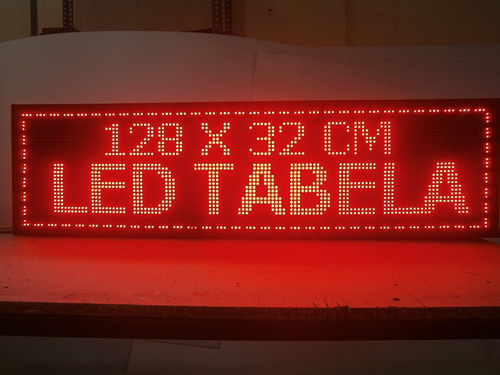 128 X 32 CM
LED TABELA